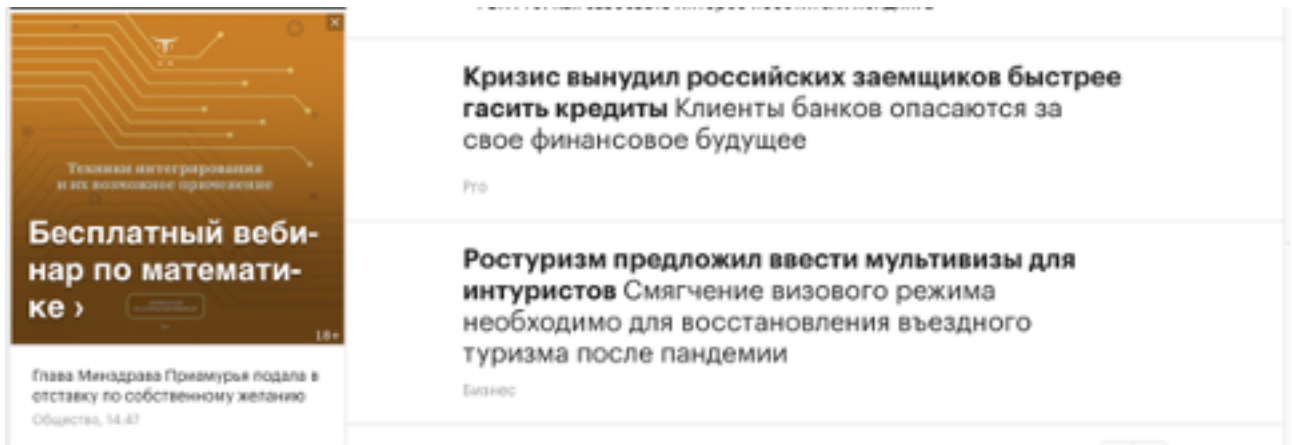 Техники интегрирования
и их возможное применение
Бесплатный веби-
нар по математи-
ке ›
18+
Глава Минздрава Приамурья подала в
отставку по собственному желанию
Общество, 14:47
Кризис вынудил российских заемщиков быстрее
гасить кредиты Клиенты банков опасаются за
свое финансовое будущее
Pro
Ростуризм предложил ввести мультивизы для
интуристов Смягчение визового режима
необходимо для восстановления въездного
туризма после пандемии
Бизнес